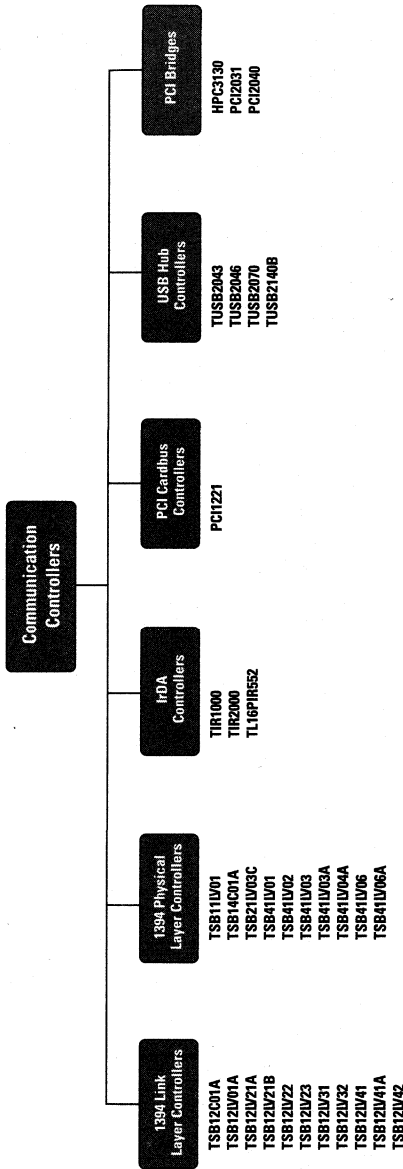 Communication
Controllers
1394 Link
Layer Controllers
TSB12C01A
TSB12LV01A
TSB12LV21A
TSB12LV21B
TSB12LV22
TSB12LV23
TSB12LV31
TSB12LV32
TSB12LV41
TSB12LV41A
TSB12LV42
1394 Physical
Layer Controllers
TSB11LV01
TSB14C01A
TSB21LV03C
TSB41LV01
TSB41LV02
TSB41LV03
TSB41LV03A
TSB41LV04A
TSB41LV06
TSB41LV06A
IrDA
Controllers
TIR1000
TIR2000
TL16PIR552
PCI Cardbus
Controllers
PCI1221
USB Hub
Controllers
TUSB2043
TUSB2046
TUSB2070
TUSB2140B
PCI Bridges
HPC3130
PCI2031
PCI2040